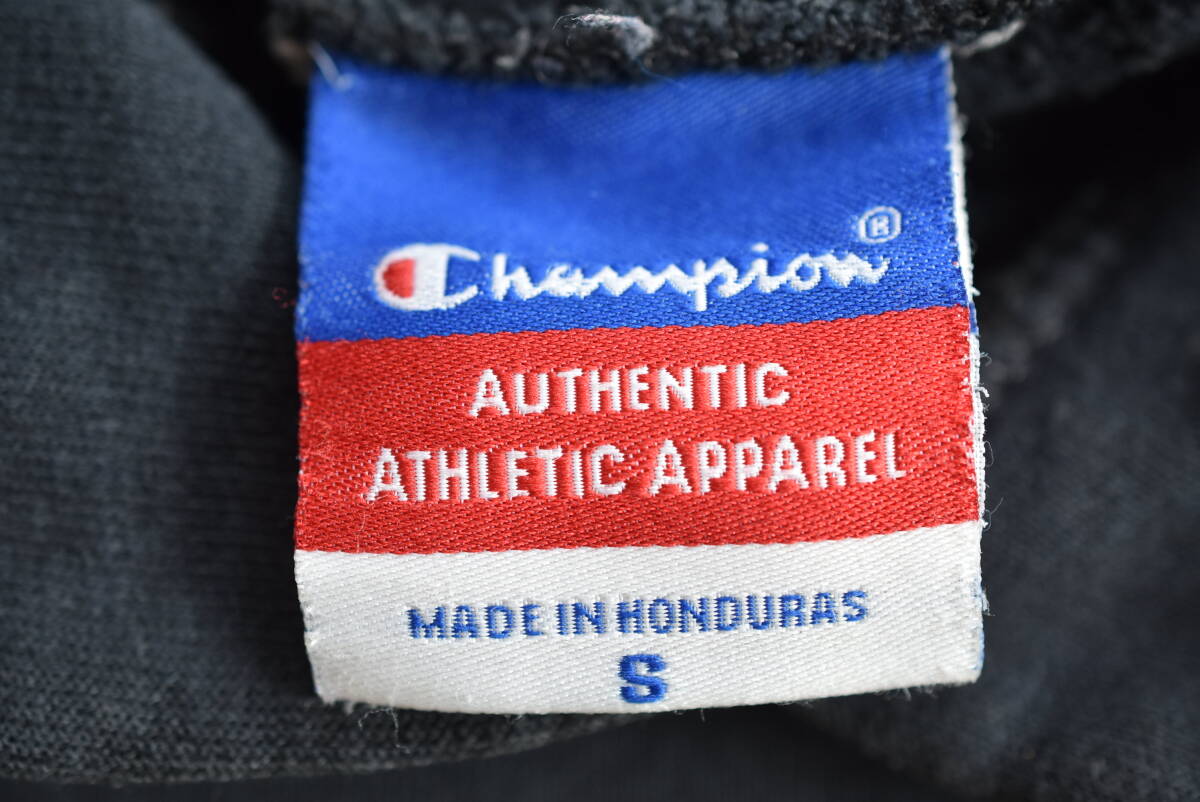 Champion®
AUTHENTIC
ATHLETIC APPAREL
MADE IN HONDURAS
S